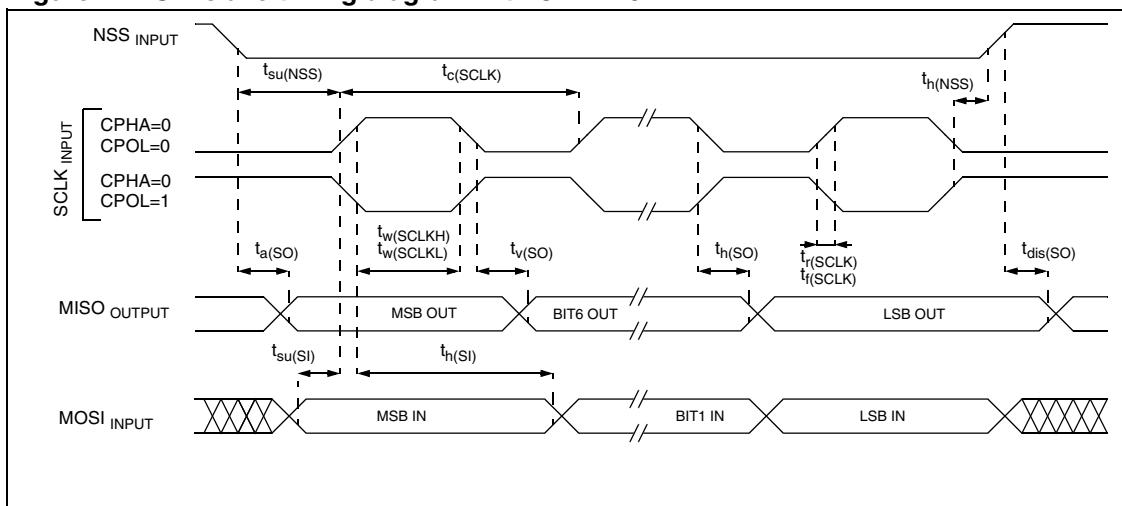 NSS INPUT
tsu(NSS)
tc(SCLK)
th(NSS)
SCLK INPUT
CPHA=0
CPOL=0
CPHA=0
CPOL=1
ta(SO)
tw(SCLKH)
tw(SCLKL)
tv(SO)
th(SO)
tr(SCLK)
tf(SCLK)
tdis(SO)
MISO OUTPUT
MSB OUT
BIT6 OUT
LSB OUT
tsu(SI)
th(SI)
MOSI INPUT
MSB IN
BIT1 IN
LSB IN